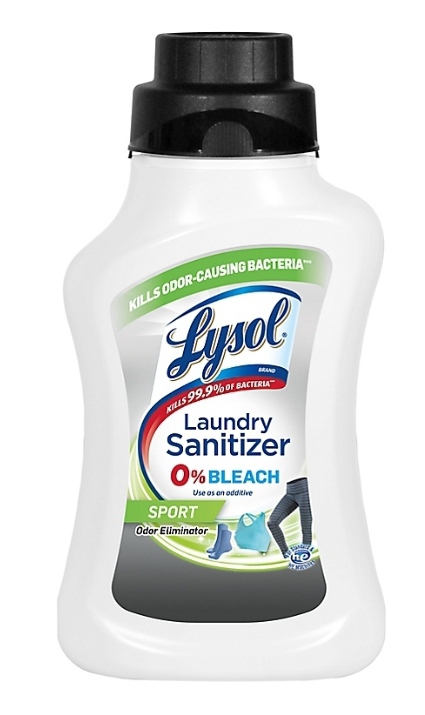 KILLS ODOR-CAUSING BACTERIA***
Lysol®
BRAND
KILLS 99.9% OF BACTERIA**
Laundry
Sanitizer
0% BLEACH
Use as an additive
SPORT
Odor Eliminator
he